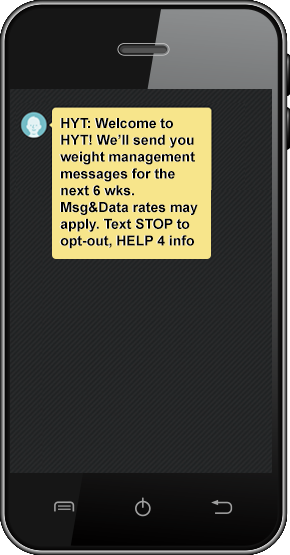 HYT: Welcome to
HYT! We'll send you
weight management
messages for the
next 6 wks.
Msg&Data rates may
apply. Text STOP to
opt-out, HELP 4 info